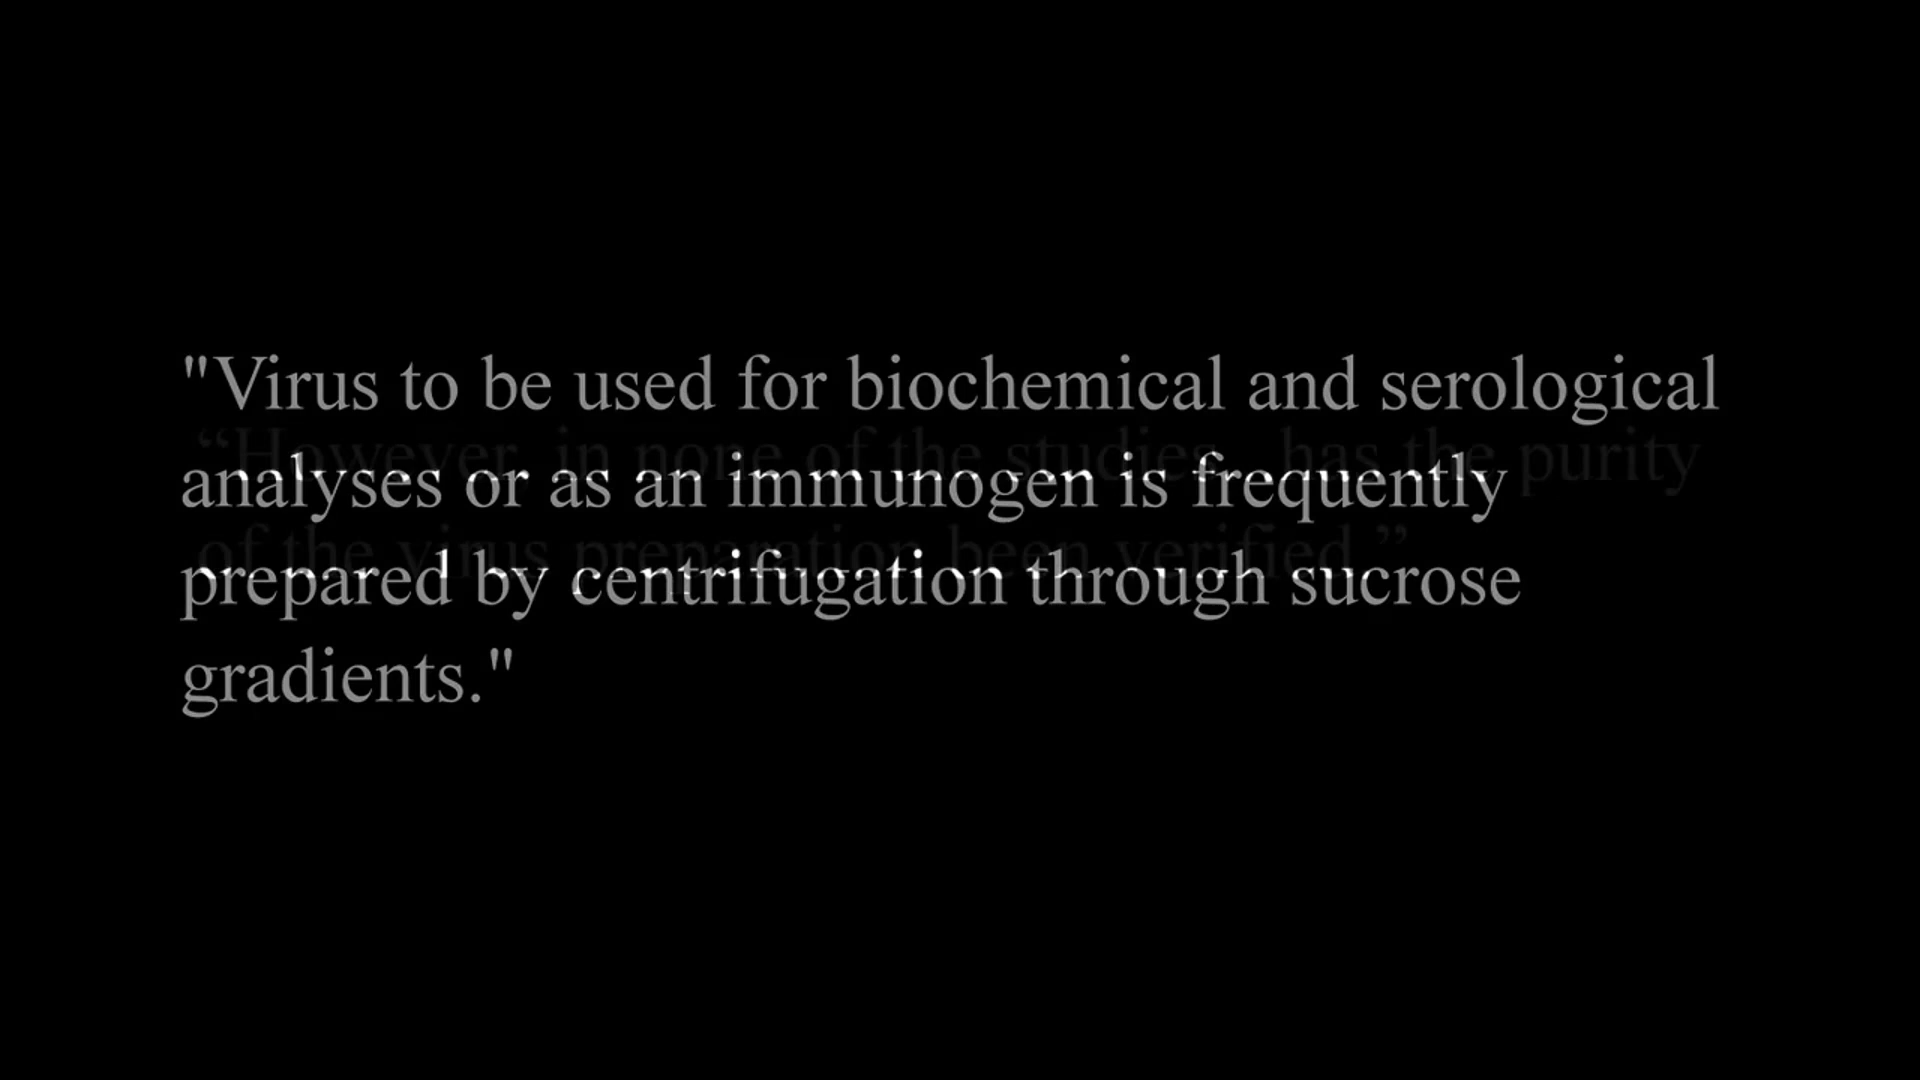 "Virus to be used for biochemical and serological
“However, in none of the studies has the purity
analyses or as an immunogen is frequently
of the virus preparation been verified.”
prepared by centrifugation through sucrose
gradients."